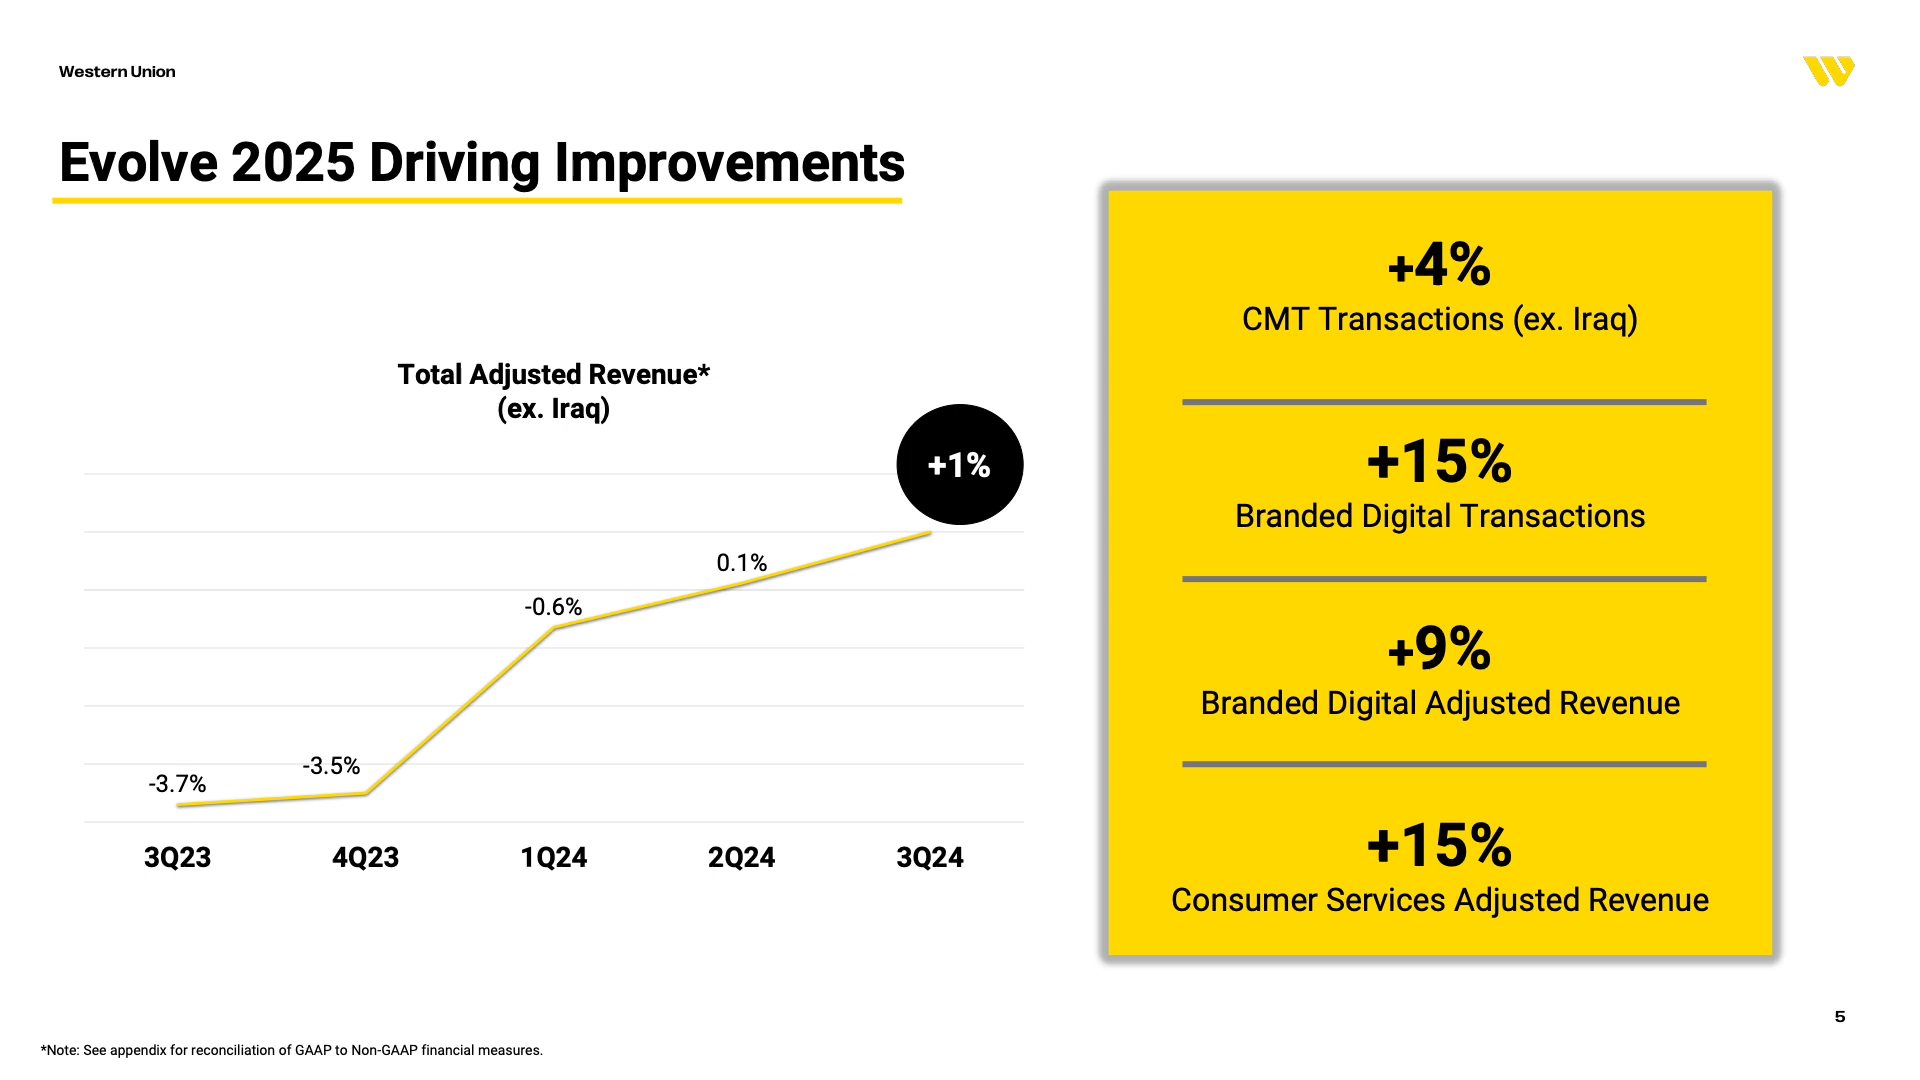 Western Union
Evolve 2025 Driving Improvements
Total Adjusted Revenue*
(ex. Iraq)
+1%
0.1%
-0.6%
-3.5%
-3.7%
3Q23 4Q23 1Q24 2Q24 3Q24
+4%
CMT Transactions (ex. Iraq)
+15%
Branded Digital Transactions
+9%
Branded Digital Adjusted Revenue
+15%
Consumer Services Adjusted Revenue
5
*Note: See appendix for reconciliation of GAAP to Non-GAAP financial measures.